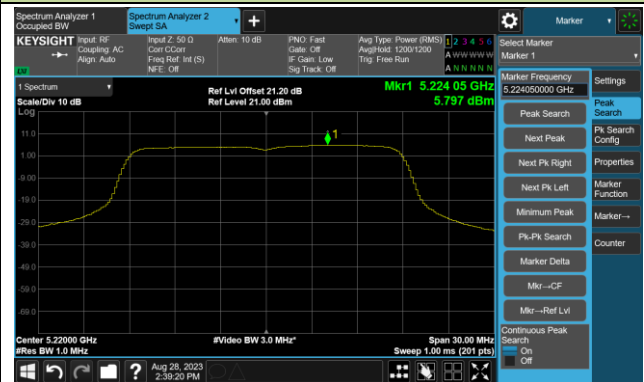 Spectrum Analyzer 1
Occupied BW
Spectrum Analyzer 2
Swept SA
Marker
KEYSIGHT
Input: RF
Coupling: AC
Align: Auto
Input Z: 50 Ω
Corr CCorr
Freq Ref: Int (S)
NFE: Off
Atten: 10 dB
PNO: Fast
Gate: Off
IF Gain: Low
Sig Track: Off
Avg Type: Power (RMS)
Avg|Hold: 1200/1200
Trig: Free Run
1 2 3 4 5 6
A W W W W W
A N N N N N
Select Marker
Marker 1
1 Spectrum
Scale/Div 10 dB
Log
Ref Lvl Offset 21.20 dB
Ref Level 21.00 dBm
Mkr1 5.224 05 GHz
5.797 dBm
11.0
1.00
-9.00
-19.0
-29.0
-39.0
-49.0
-59.0
-69.0
1
Center 5.22000 GHz
#Res BW 1.0 MHz
#Video BW 3.0 MHz*
Span 30.00 MHz
Sweep 1.00 ms (201 pts)
Marker Frequency
5.224050000 GHz
Peak Search
Next Peak
Next Pk Right
Next Pk Left
Minimum Peak
Pk-Pk Search
Marker Delta
Mkr→CF
Mkr→Ref Lvl
Continuous Peak
Search
On
Off
Settings
Peak
Search
Pk Search
Config
Properties
Marker
Function
Marker→
Counter
Aug 28, 2023
2:39:20 PM